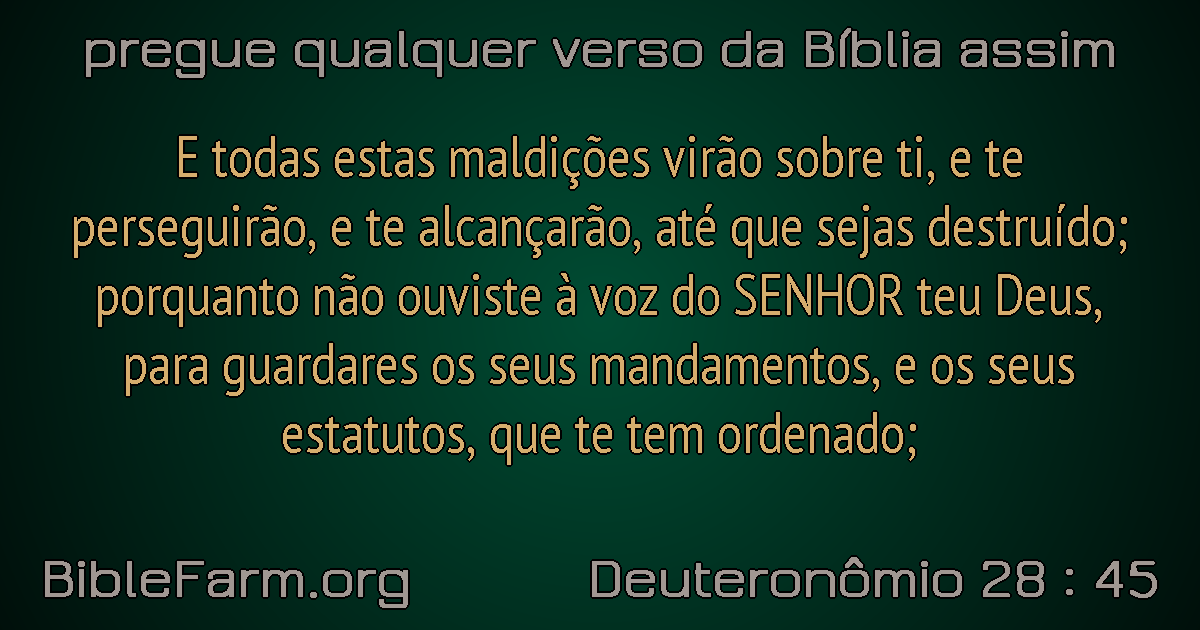 pregue qualquer verso da Bíblia assim
E todas estas maldições virão sobre ti, e te
perseguirão, e te alcançarão, até que sejas destruído;
porquanto não ouviste à voz do SENHOR teu Deus,
para guardares os seus mandamentos, e os seus
estatutos, que te tem ordenado;
BibleFarm.org
Deuteronômio 28 : 45